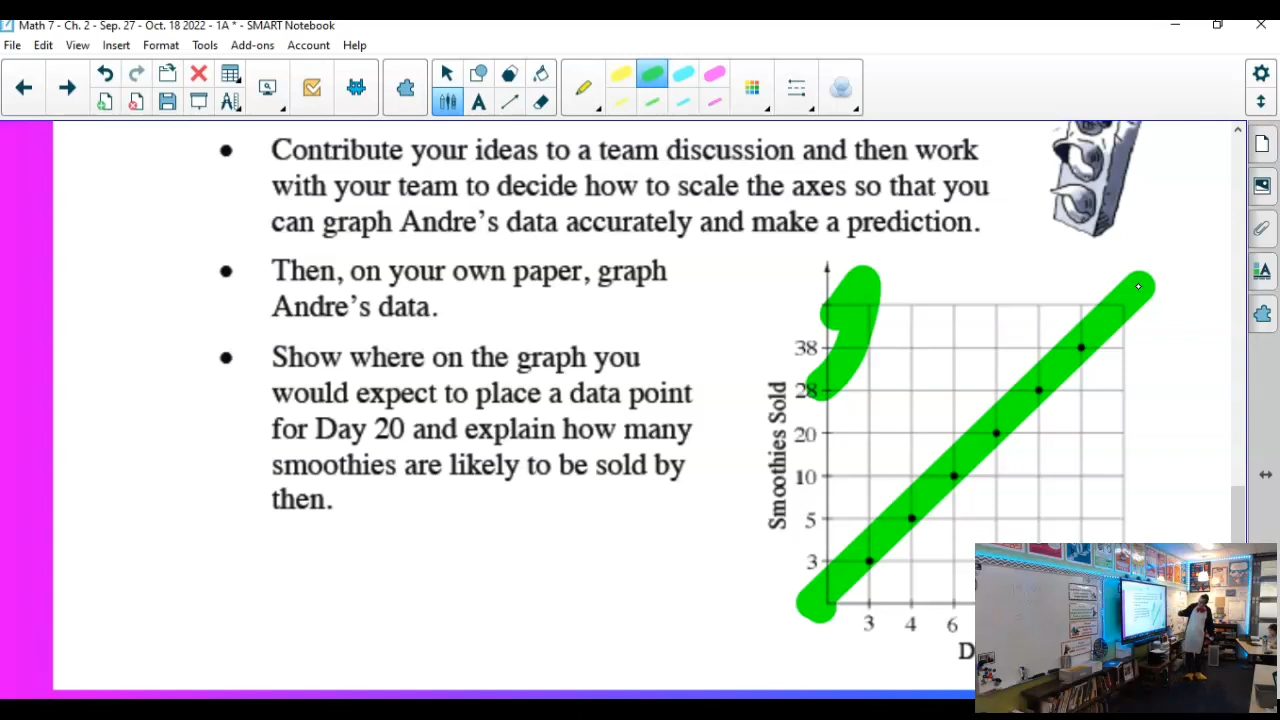 Math 7 - Ch. 2 - Sep. 27 - Oct. 18 2022 - 1A * - SMART Notebook
File Edit View Insert Format Tools Add-ons Account Help
• Contribute your ideas to a team discussion and then work
with your team to decide how to scale the axes so that you
can graph Andre's data accurately and make a prediction.
• Then, on your own paper, graph
Andre's data.
• Show where on the graph you
would expect to place a data point
for Day 20 and explain how many
smoothies are likely to be sold by
then.
Smoothies Sold
38
28
20
10
5
3
3 4 6
D